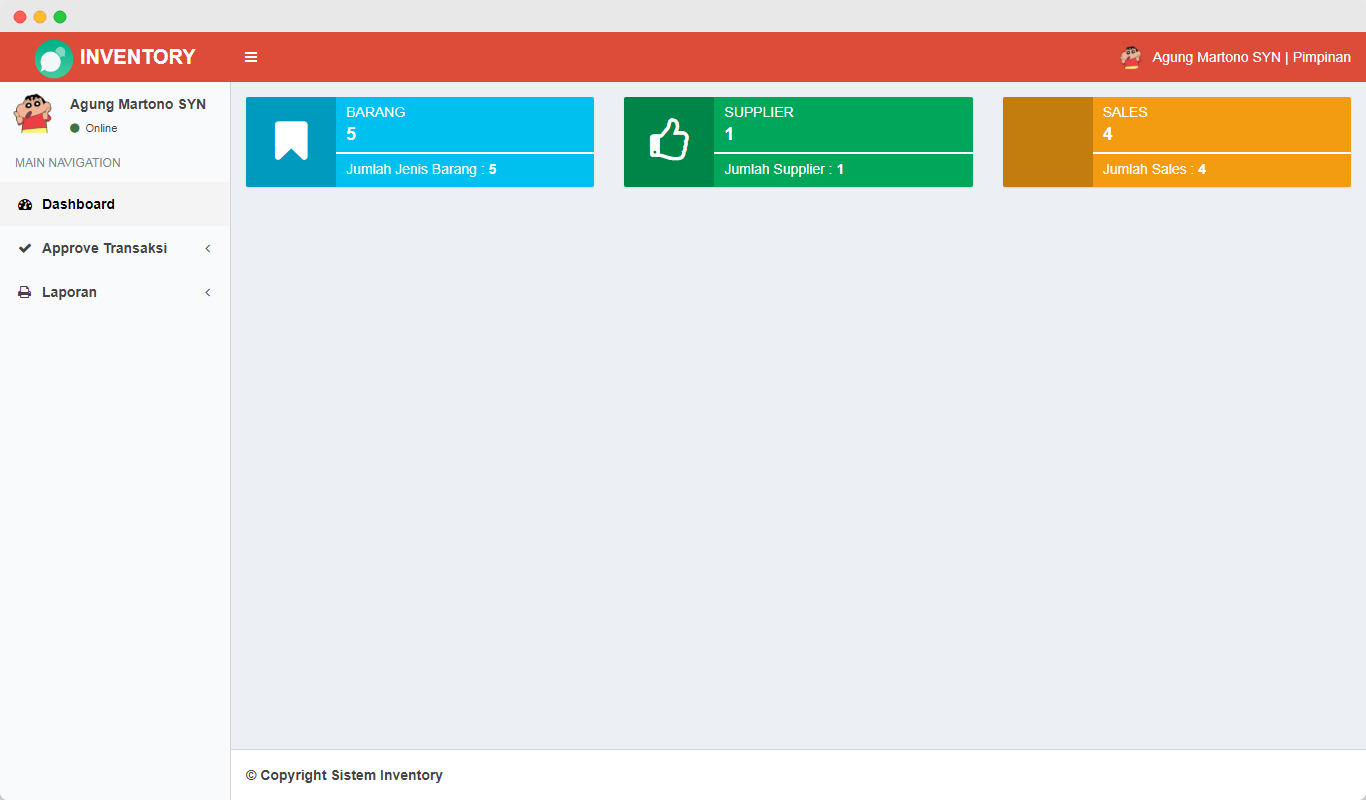 INVENTORY
Agung Martono SYN | Pimpinan
Agung Martono SYN
Online
MAIN NAVIGATION
Dashboard
Approve Transaksi
Laporan
BARANG
5
Jumlah Jenis Barang : 5
SUPPLIER
1
Jumlah Supplier : 1
SALES
4
Jumlah Sales : 4
© Copyright Sistem Inventory